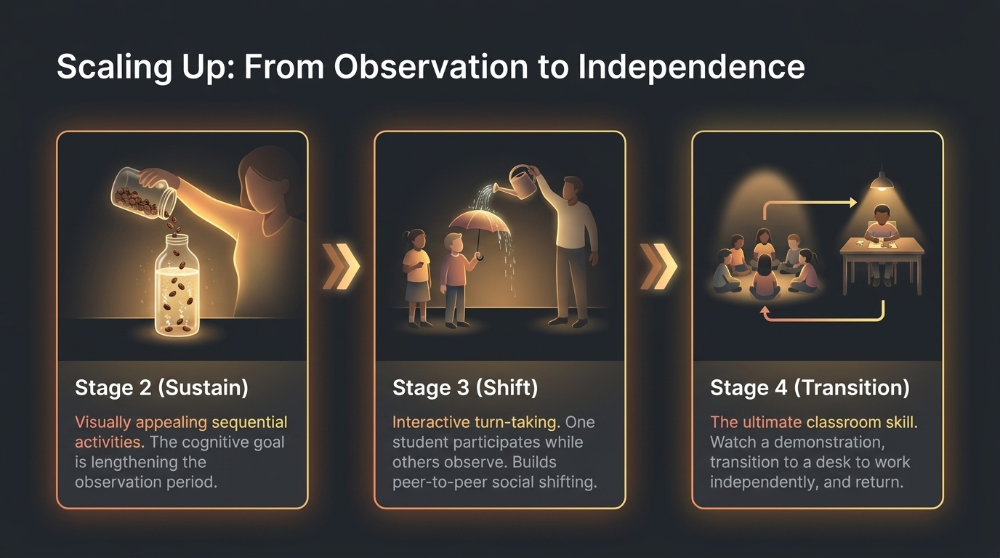 Scaling Up: From Observation to Independence
Stage 2 (Sustain)
Visually appealing sequential
activities. The cognitive goal
is lengthening the
observation period.
Stage 3 (Shift)
Interactive turn-taking. One
student participates while
others observe. Builds
peer-to-peer social shifting.
Stage 4 (Transition)
The ultimate classroom skill.
Watch a demonstration,
transition to a desk to work
independently, and return.